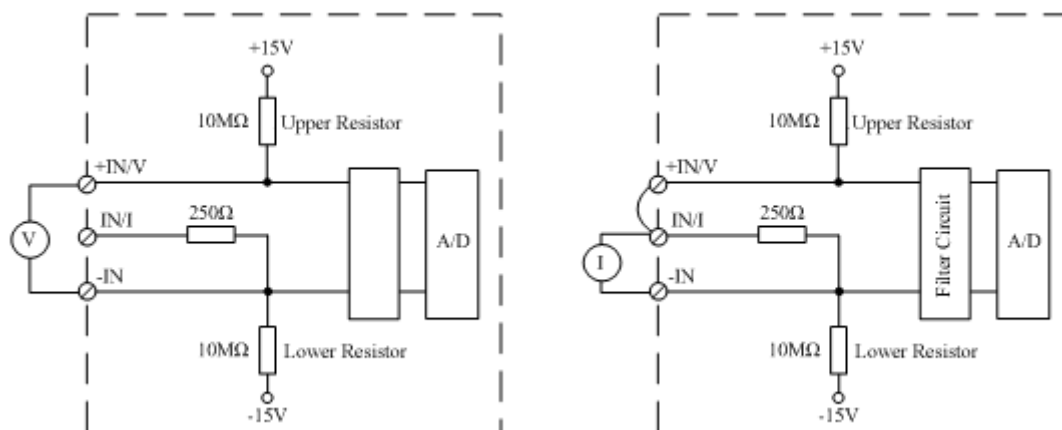 +15V
10MΩ
Upper Resistor
+IN/V
IN/I
250Ω
V
A/D
-IN
10MΩ
Lower Resistor
-15V
+15V
10MΩ
Upper Resistor
+IN/V
IN/I
250Ω
I
Filter Circuit
A/D
-IN
10MΩ
Lower Resistor
-15V